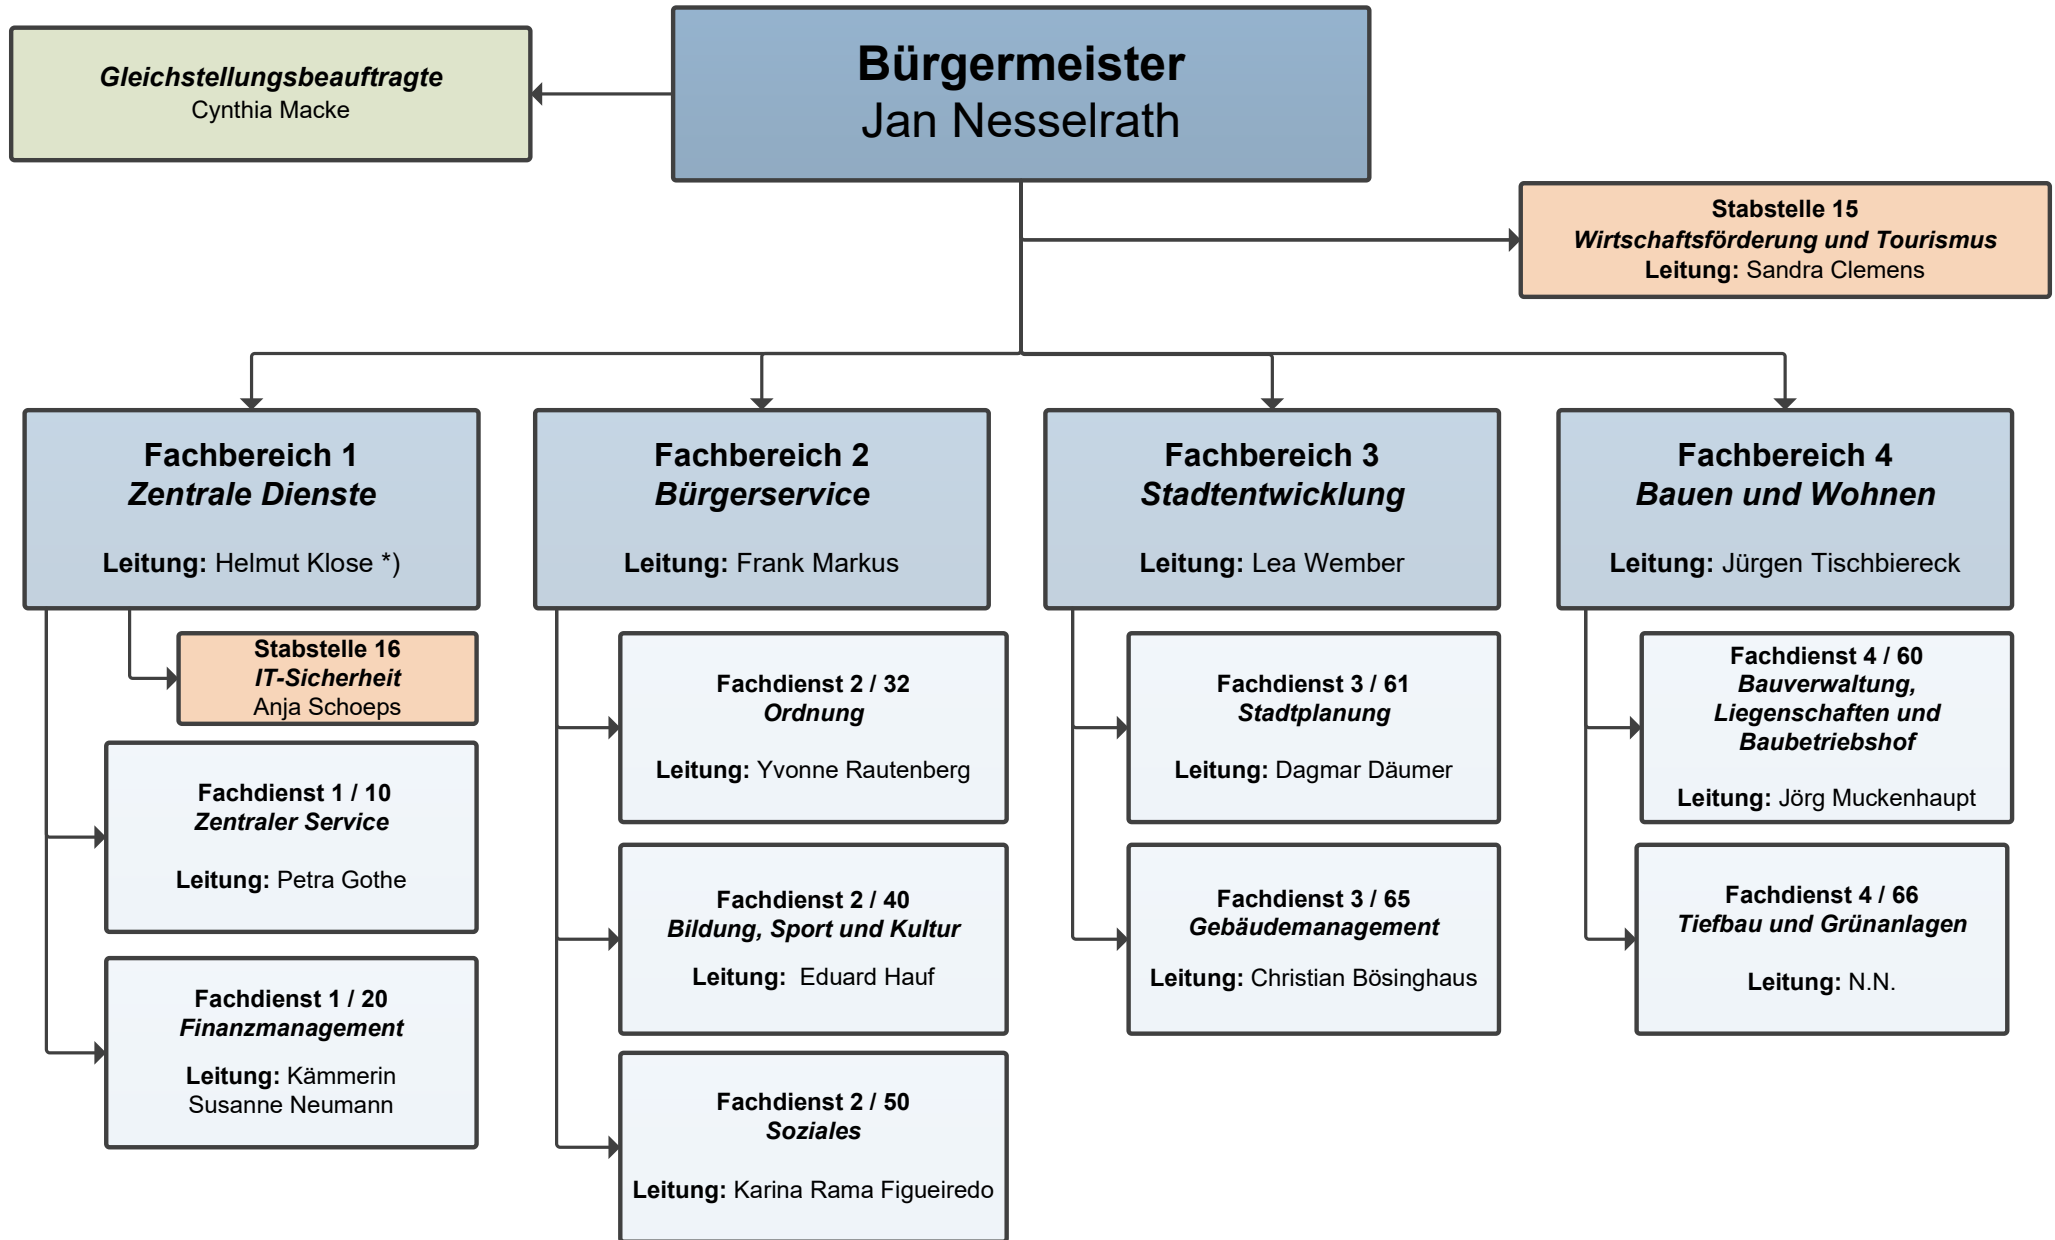 Gleichstellungsbeauftragte
Cynthia Macke
Bürgermeister
Jan Nesselrath
Stabstelle 15
Wirtschaftsförderung und Tourismus
Leitung: Sandra Clemens
Fachbereich 1
Zentrale Dienste
Leitung: Helmut Klose *)
Stabstelle 16
IT-Sicherheit
Anja Schoeps
Fachdienst 1 / 10
Zentraler Service
Leitung: Petra Gothe
Fachdienst 1 / 20
Finanzmanagement
Leitung: Kämmerin
Susanne Neumann
Fachbereich 2
Bürgerservice
Leitung: Frank Markus
Fachdienst 2 / 32
Ordnung
Leitung: Yvonne Rautenberg
Fachdienst 2 / 40
Bildung, Sport und Kultur
Leitung: Eduard Hauf
Fachdienst 2 / 50
Soziales
Leitung: Karina Rama Figueiredo
Fachbereich 3
Stadtentwicklung
Leitung: Lea Wember
Fachdienst 3 / 61
Stadtplanung
Leitung: Dagmar Däumer
Fachdienst 3 / 65
Gebäudemanagement
Leitung: Christian Bösinghaus
Fachbereich 4
Bauen und Wohnen
Leitung: Jürgen Tischbiereck
Fachdienst 4 / 60
Bauverwaltung,
Liegenschaften und
Baubetriebshof
Leitung: Jörg Muckenhaupt
Fachdienst 4 / 66
Tiefbau und Grünanlagen
Leitung: N.N.